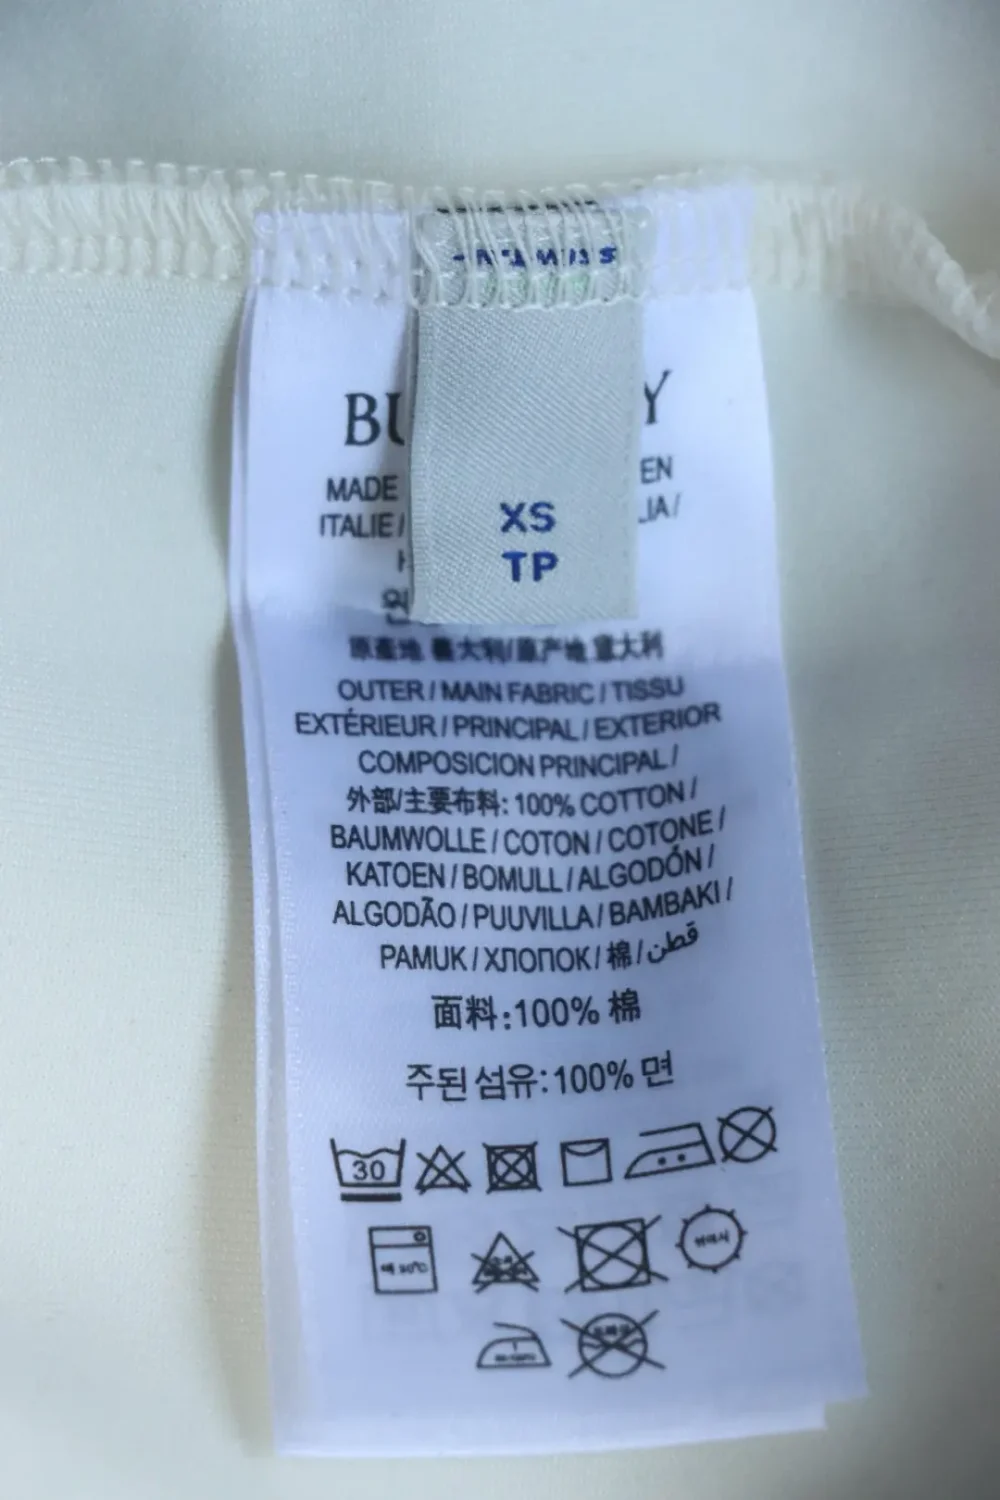 XS
TP
BU Y
MADE EN
ITALIE / LIA /
原產地 義大利/原产地 意大利
OUTER / MAIN FABRIC / TISSU
EXTÉRIEUR / PRINCIPAL / EXTERIOR
COMPOSICION PRINCIPAL /
外部/主要布料: 100% COTTON /
BAUMWOLLE / COTON / COTONE /
KATOEN / BOMULL / ALGODÓN /
ALGODÃO / PUUVILLA / BAMBAKI /
PAMUK / ХЛОПОК / 棉 / قطن
面料:100% 棉
주된 섬유:100% 면
30